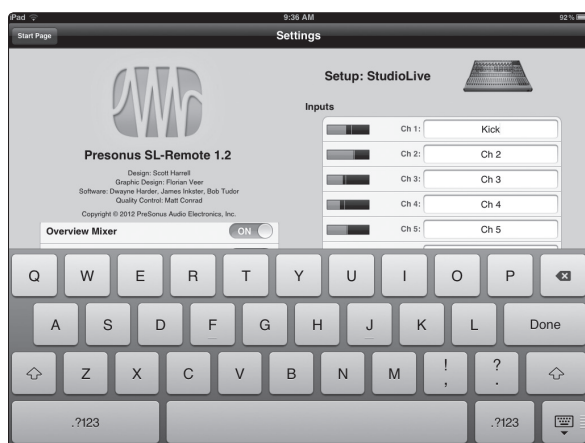 iPad 9:36 AM 92%
Start Page Settings
Presonus SL-Remote 1.2
Design: Scott Harrell
Graphic Design: Florian Veer
Software: Dwayne Harder, James Inkster, Bob Tudor
Quality Control: Matt Conrad
Copyright © 2012 PreSonus Audio Electronics, Inc.
Overview Mixer ON
Setup: StudioLive
Inputs
Ch 1: Kick
Ch 2: Ch 2
Ch 3: Ch 3
Ch 4: Ch 4
Ch 5: Ch 5
Q W E R T Y U I O P
A S D F G H J K L Done
Z X C V B N M ! , ? .
.?123 .?123